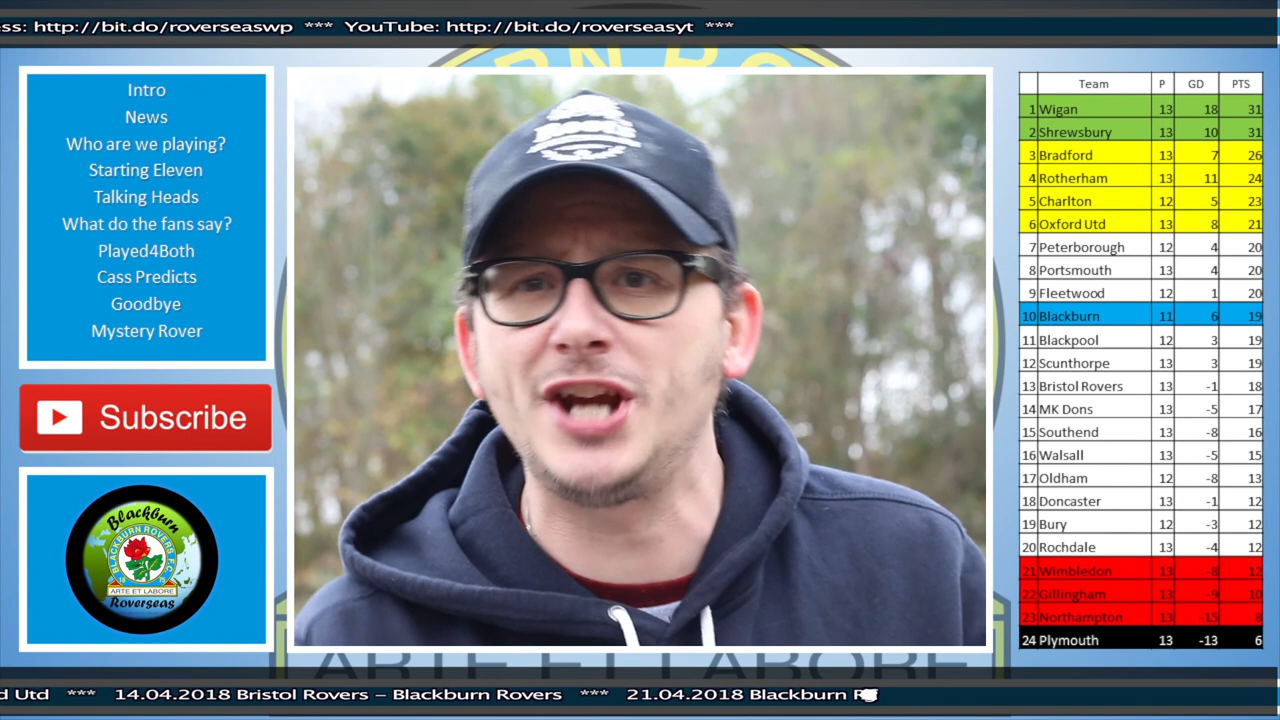 ss: http://bit.do/roverseaswp *** YouTube: http://bit.do/roverseasyt ***
RN RO
Intro
News
Who are we playing?
Starting Eleven
Talking Heads
What do the fans say?
Played4Both
Cass Predicts
Goodbye
Mystery Rover
Subscribe
Blackburn
BLACKBURN ROVERS F.C.
18 75
ARTE ET LABORE
Roverseas
Team P GD PTS
1 Wigan 13 18 31
2 Shrewsbury 13 10 31
3 Bradford 13 7 26
4 Rotherham 13 11 24
5 Charlton 12 5 23
6 Oxford Utd 13 8 21
7 Peterborough 12 4 20
8 Portsmouth 13 4 20
9 Fleetwood 12 1 20
10 Blackburn 11 6 19
11 Blackpool 12 3 19
12 Scunthorpe 13 3 19
13 Bristol Rovers 13 -1 18
14 MK Dons 13 -5 17
15 Southend 13 -8 16
16 Walsall 13 -5 15
17 Oldham 12 -8 13
18 Doncaster 13 -1 12
19 Bury 12 -3 12
20 Rochdale 13 -4 12
21 Wimbledon 13 -8 12
22 Gillingham 13 -9 10
23 Northampton 13 -15 8
24 Plymouth 13 -13 6
ARTE ET LABORE
d Utd *** 14.04.2018 Bristol Rovers – Blackburn Rovers *** 21.04.2018 Blackburn